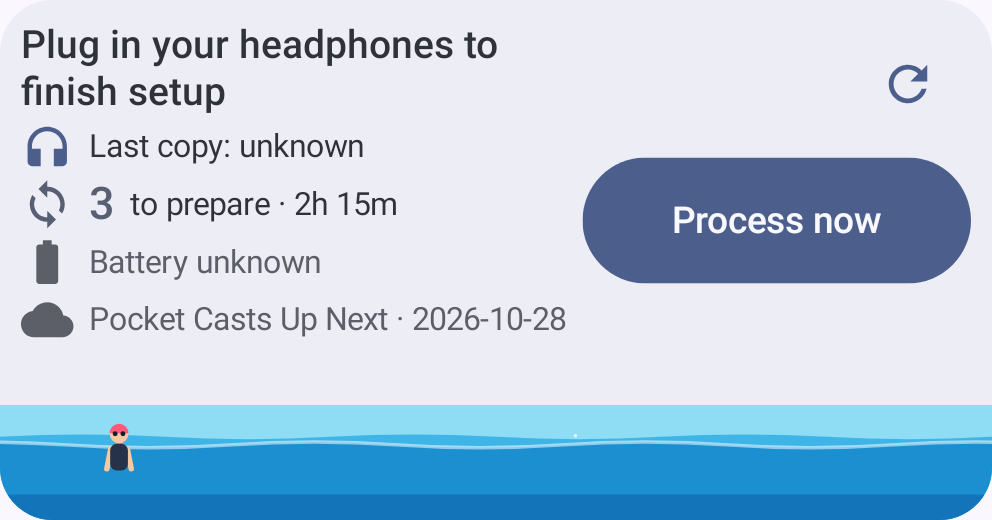 Plug in your headphones to
finish setup
Last copy: unknown
3 to prepare · 2h 15m
Process now
Battery unknown
Pocket Casts Up Next · 2026-10-28